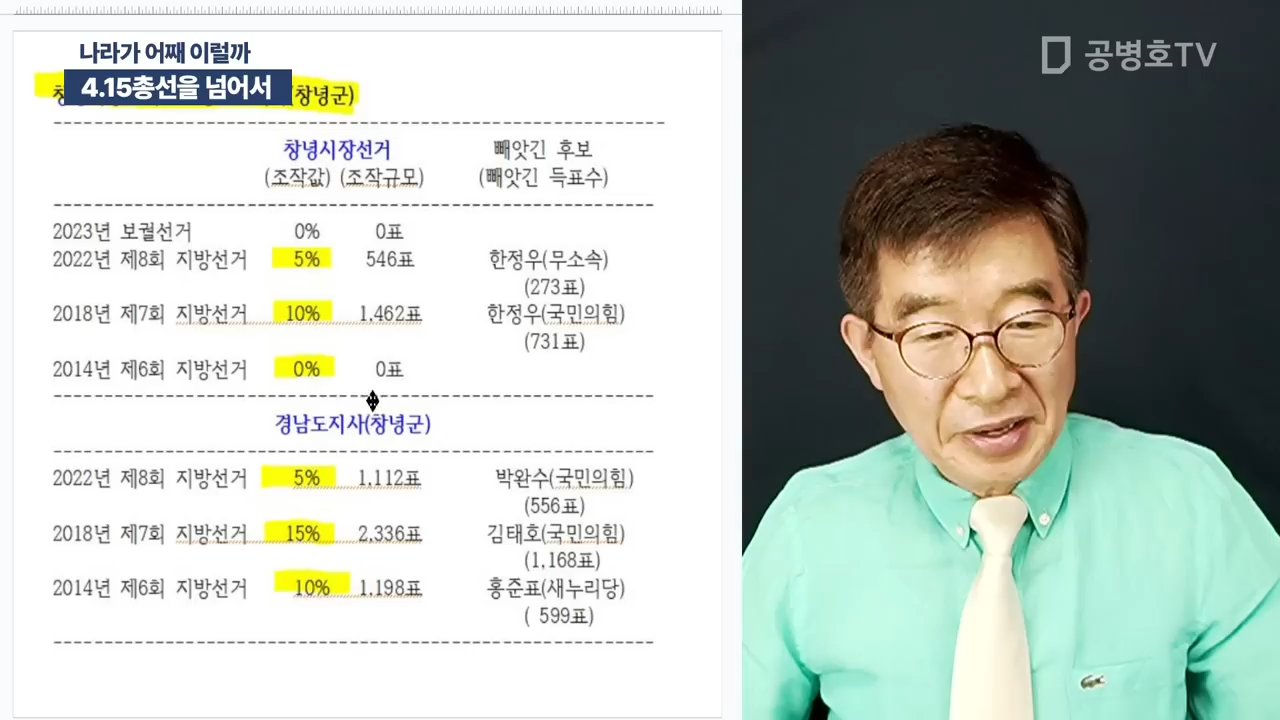 나라가 어째 이럴까
4.15총선을 넘어서
(창녕군)
공병호TV
창녕시장선거 빼앗긴 후보
(조작값) (조작규모) (빼앗긴 득표수)
2023년 보궐선거 0% 0표
2022년 제8회 지방선거 5% 546표 한정우(무소속)
(273표)
2018년 제7회 지방선거 10% 1,462표 한정우(국민의힘)
(731표)
2014년 제6회 지방선거 0% 0표
경남도지사(창녕군)
2022년 제8회 지방선거 5% 1,112표 박완수(국민의힘)
(556표)
2018년 제7회 지방선거 15% 2,336표 김태호(국민의힘)
(1,168표)
2014년 제6회 지방선거 10% 1,198표 홍준표(새누리당)
( 599표)